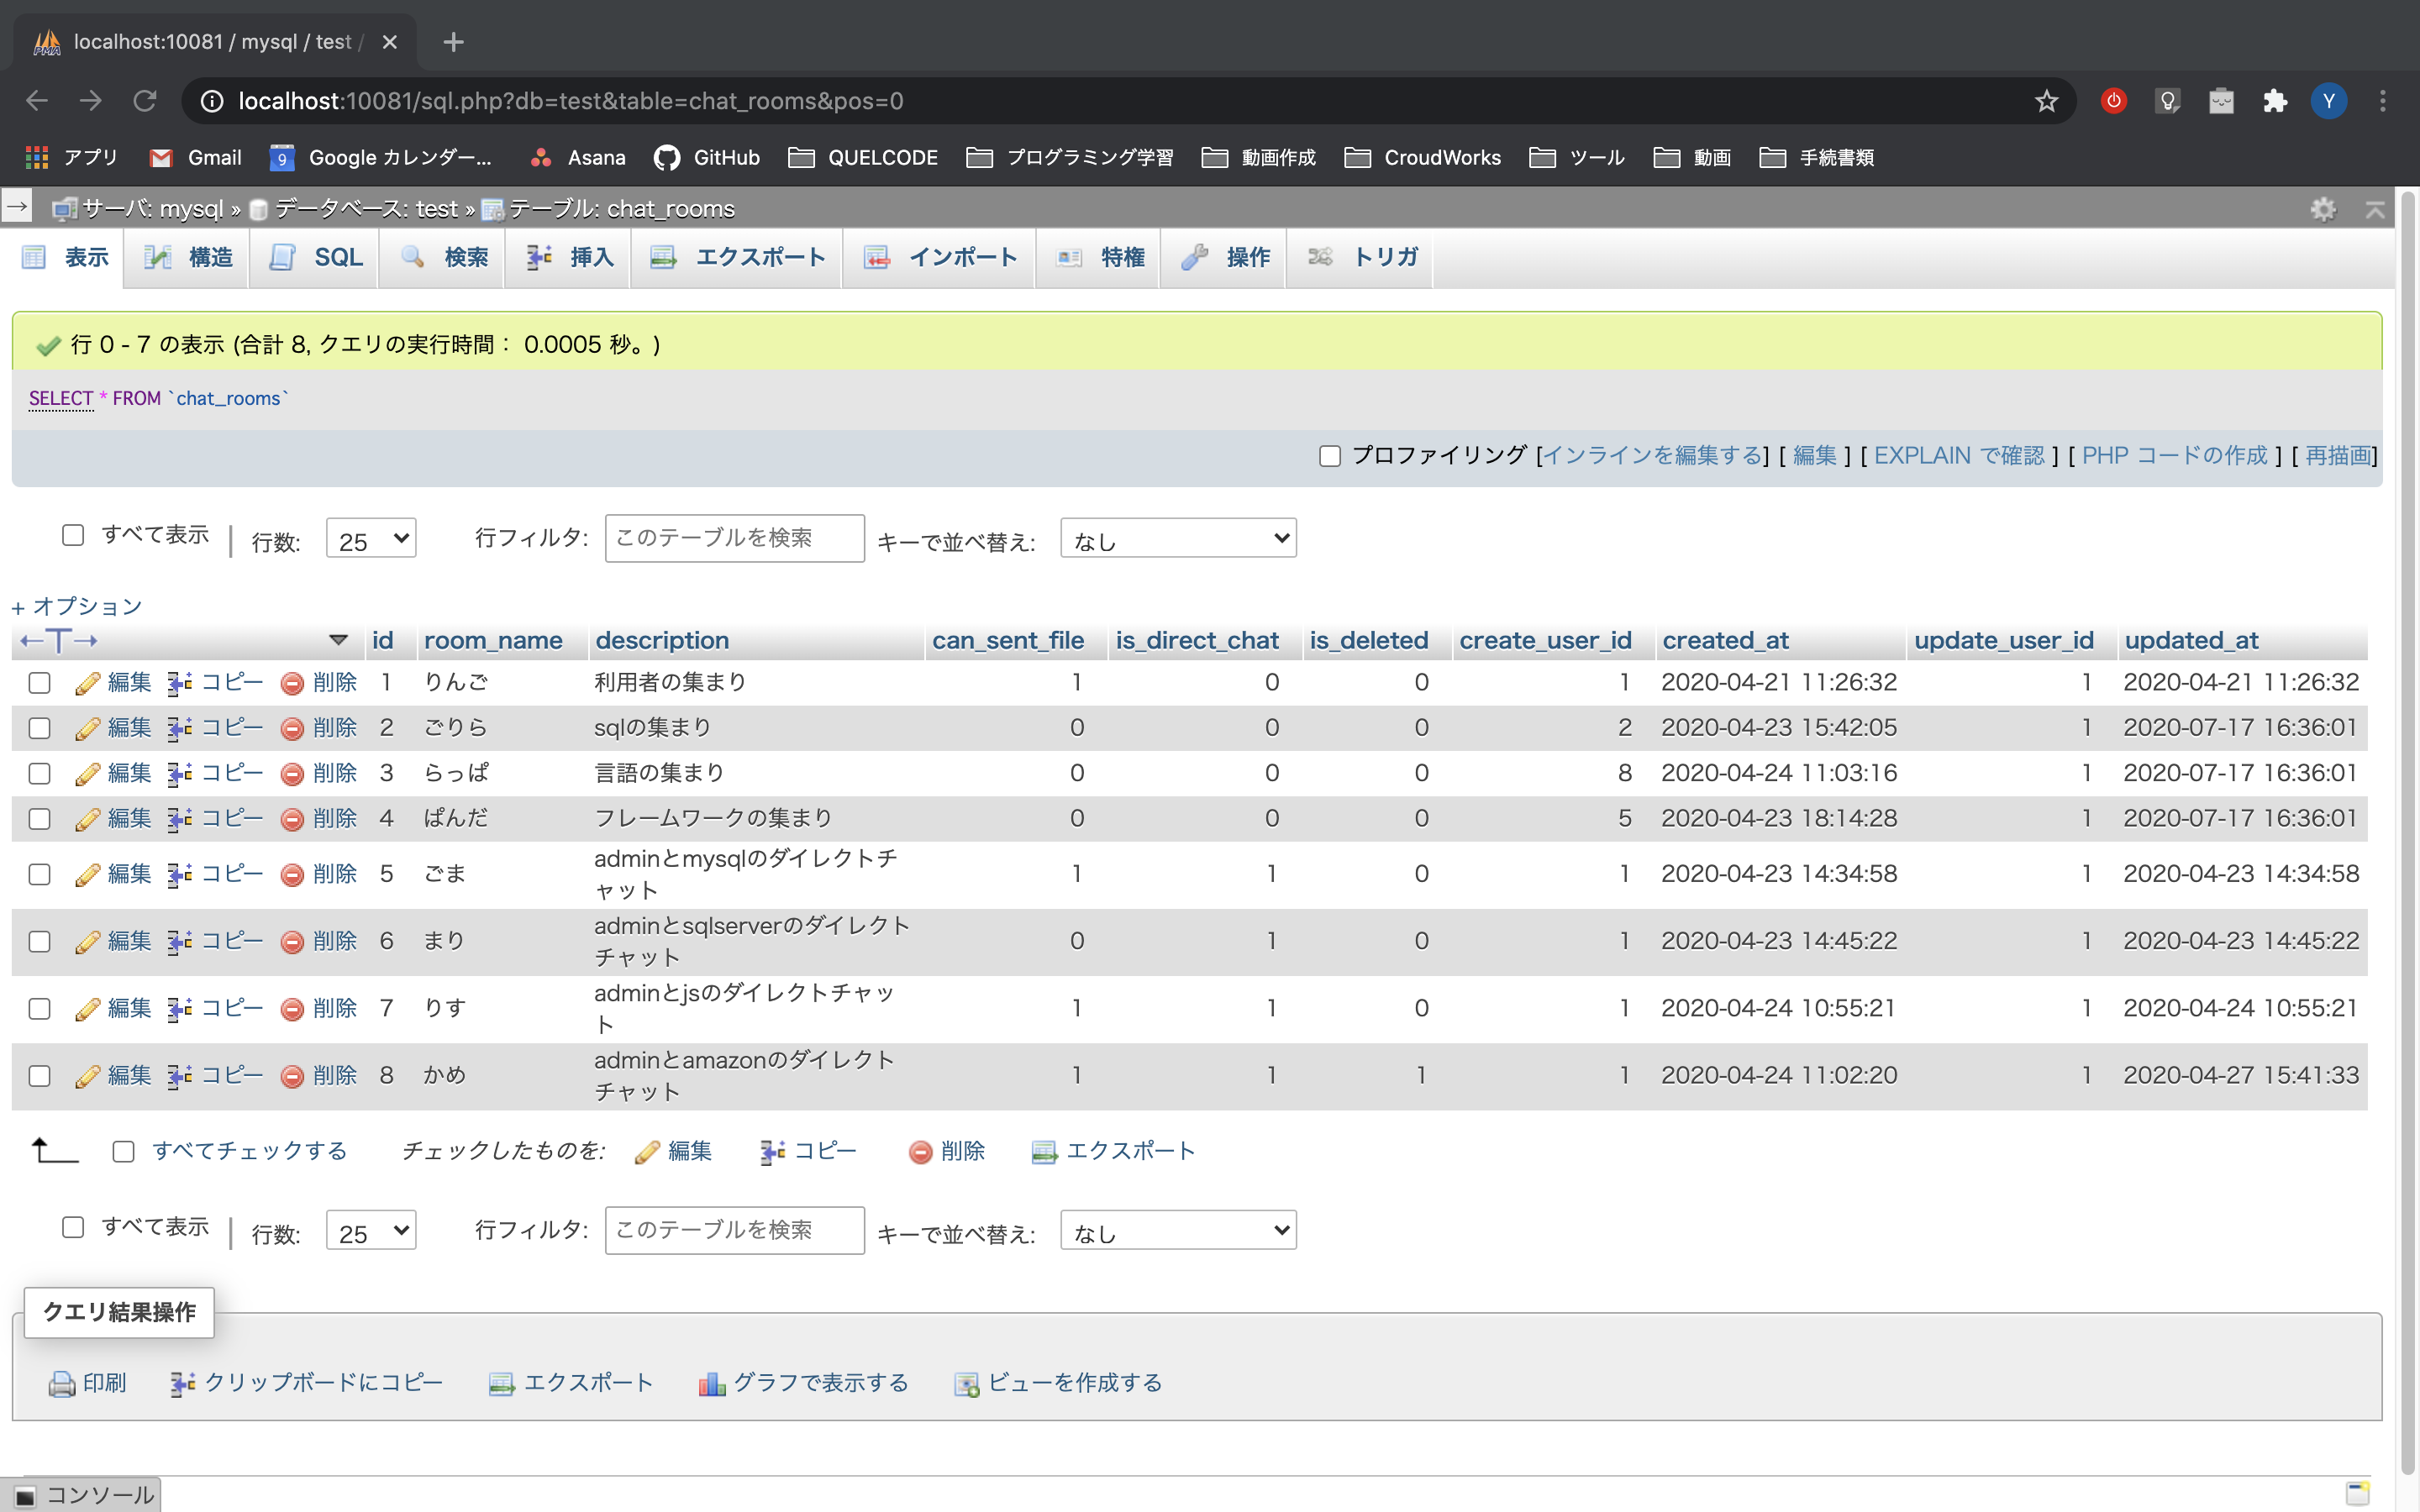 localhost:10081 / mysql / test /
localhost:10081/sql.php?db=test&table=chat_rooms&pos=0
Y
アプリ Gmail Google カレンダー... Asana GitHub QUELCODE プログラミング学習 動画作成 CroudWorks ツール 動画 手続書類
サーバ: mysql » データベース: test » テーブル: chat_rooms
表示 構造 SQL 検索 挿入 エクスポート インポート 特権 操作 トリガ
行 0 - 7 の表示 (合計 8, クエリの実行時間： 0.0005 秒。)
SELECT * FROM `chat_rooms`
プロファイリング [インラインを編集する] [ 編集 ] [ EXPLAIN で確認 ] [ PHP コードの作成 ] [ 再描画]
すべて表示 | 行数: 25 行フィルタ: このテーブルを検索 キーで並べ替え: なし
+ オプション
←T→ id room_name description can_sent_file is_direct_chat is_deleted create_user_id created_at update_user_id updated_at
編集 コピー 削除 1 りんご 利用者の集まり 1 0 0 1 2020-04-21 11:26:32 1 2020-04-21 11:26:32
編集 コピー 削除 2 ごりら sqlの集まり 0 0 0 2 2020-04-23 15:42:05 1 2020-07-17 16:36:01
編集 コピー 削除 3 らっぱ 言語の集まり 0 0 0 8 2020-04-24 11:03:16 1 2020-07-17 16:36:01
編集 コピー 削除 4 ぱんだ フレームワークの集まり 0 0 0 5 2020-04-23 18:14:28 1 2020-07-17 16:36:01
編集 コピー 削除 5 ごま adminとmysqlのダイレクトチ
ャット 1 1 0 1 2020-04-23 14:34:58 1 2020-04-23 14:34:58
編集 コピー 削除 6 まり adminとsqlserverのダイレクト
チャット 0 1 0 1 2020-04-23 14:45:22 1 2020-04-23 14:45:22
編集 コピー 削除 7 りす adminとjsのダイレクトチャッ
ト 1 1 0 1 2020-04-24 10:55:21 1 2020-04-24 10:55:21
編集 コピー 削除 8 かめ adminとamazonのダイレクト
チャット 1 1 1 1 2020-04-24 11:02:20 1 2020-04-27 15:41:33
すべてチェックする チェックしたものを: 編集 コピー 削除 エクスポート
すべて表示 | 行数: 25 行フィルタ: このテーブルを検索 キーで並べ替え: なし
クエリ結果操作
印刷 クリップボードにコピー エクスポート グラフで表示する ビューを作成する
コンソール